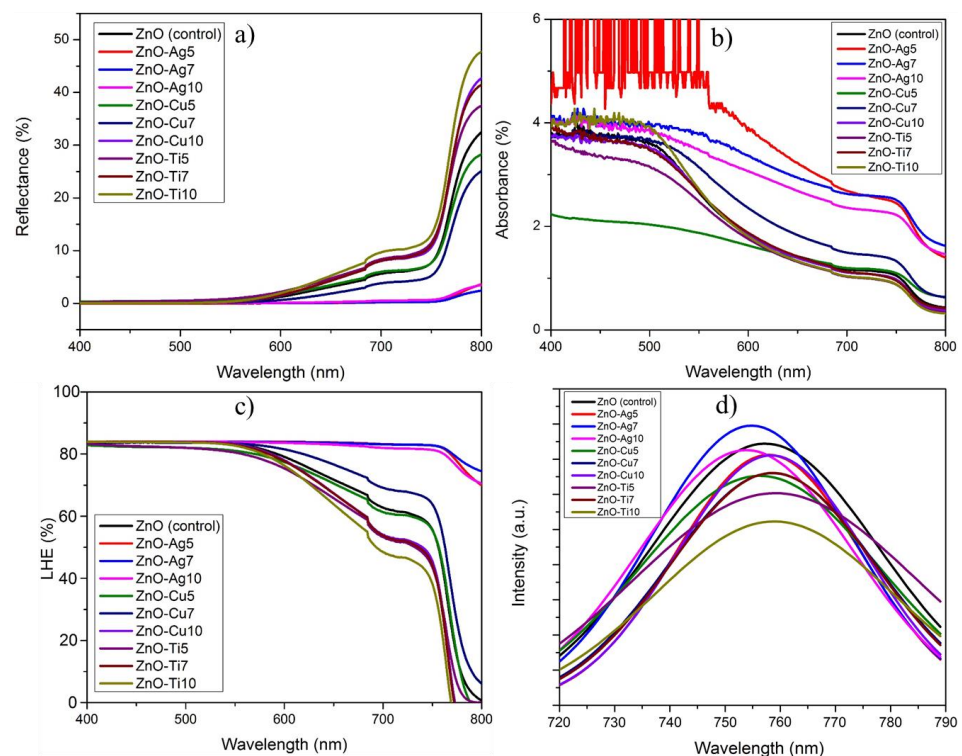 a)
50
40
30
20
10
0
Reflectance (%)
ZnO (control)
ZnO-Ag5
ZnO-Ag7
ZnO-Ag10
ZnO-Cu5
ZnO-Cu7
ZnO-Cu10
ZnO-Ti5
ZnO-Ti7
ZnO-Ti10
400 500 600 700 800
Wavelength (nm)
b)
6
4
2
0
Absorbance (%)
ZnO (control)
ZnO-Ag5
ZnO-Ag7
ZnO-Ag10
ZnO-Cu5
ZnO-Cu7
ZnO-Cu10
ZnO-Ti5
ZnO-Ti7
ZnO-Ti10
400 500 600 700 800
Wavelength (nm)
c)
100
80
60
40
20
0
LHE (%)
ZnO (control)
ZnO-Ag5
ZnO-Ag7
ZnO-Ag10
ZnO-Cu5
ZnO-Cu7
ZnO-Cu10
ZnO-Ti5
ZnO-Ti7
ZnO-Ti10
400 500 600 700 800
Wavelength (nm)
d)
Intensity (a.u.)
ZnO (control)
ZnO-Ag5
ZnO-Ag7
ZnO-Ag10
ZnO-Cu5
ZnO-Cu7
ZnO-Cu10
ZnO-Ti5
ZnO-Ti7
ZnO-Ti10
720 730 740 750 760 770 780 790
Wavelength (nm)